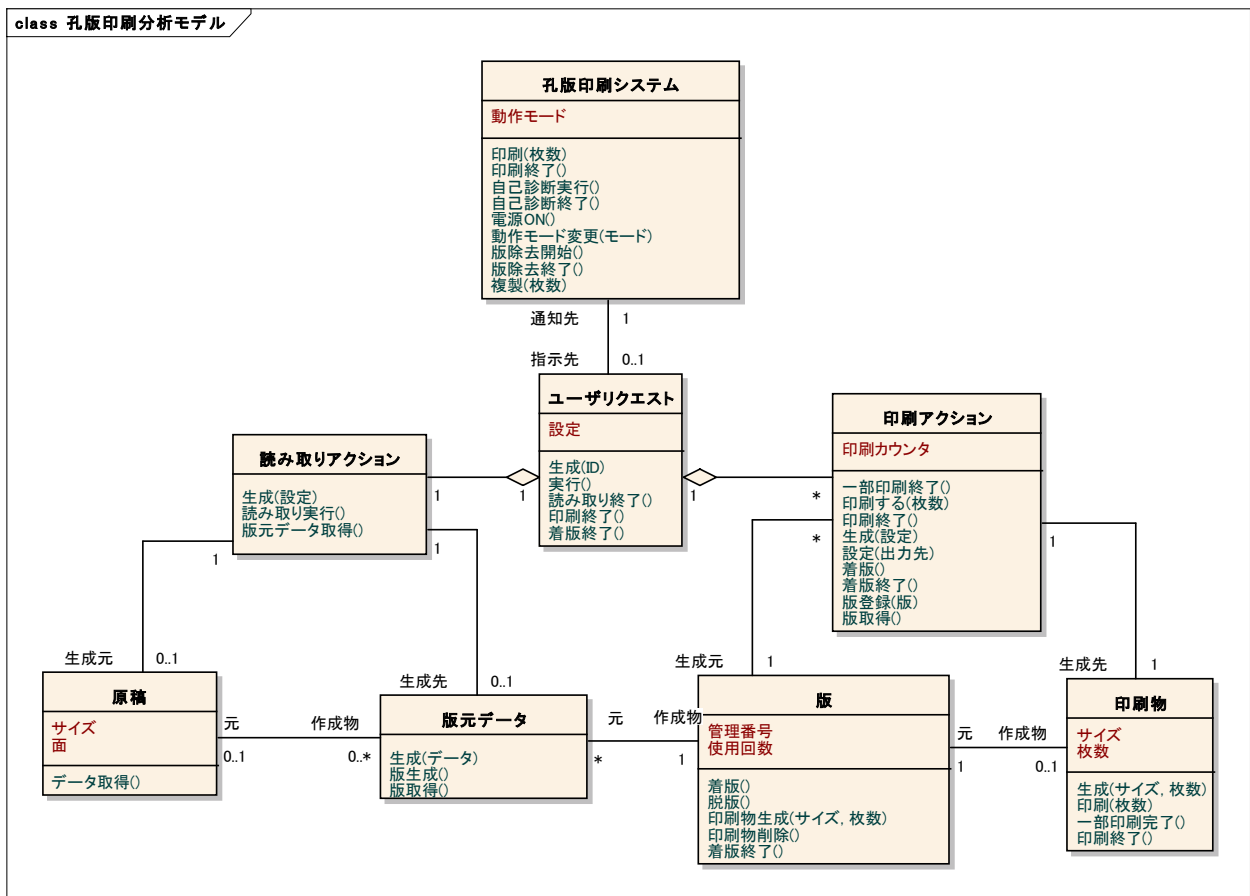 class 孔版印刷分析モデル
孔版印刷システム
動作モード
印刷(枚数)
印刷終了()
自己診断実行()
自己診断終了()
電源ON()
動作モード変更(モード)
版除去開始()
版除去終了()
複製(枚数)
通知先
1
指示先
0..1
ユーザリクエスト
設定
生成(ID)
実行()
読み取り終了()
印刷終了()
着版終了()
読み取りアクション
生成(設定)
読み取り実行()
版元データ取得()
1
1
印刷アクション
印刷カウンタ
一部印刷終了()
印刷する(枚数)
印刷終了()
生成(設定)
設定(出力先)
着版()
着版終了()
版登録(版)
版取得()
1
*
1
生成元
0..1
1
生成先
0..1
*
生成元
1
1
生成先
1
原稿
サイズ
面
データ取得()
元
0..1
作成物
0..*
版元データ
生成(データ)
版生成()
版取得()
元
*
作成物
1
版
管理番号
使用回数
着版()
脱版()
印刷物生成(サイズ, 枚数)
印刷物削除()
着版終了()
元
1
作成物
0..1
印刷物
サイズ
枚数
生成(サイズ, 枚数)
印刷(枚数)
一部印刷完了()
印刷終了()